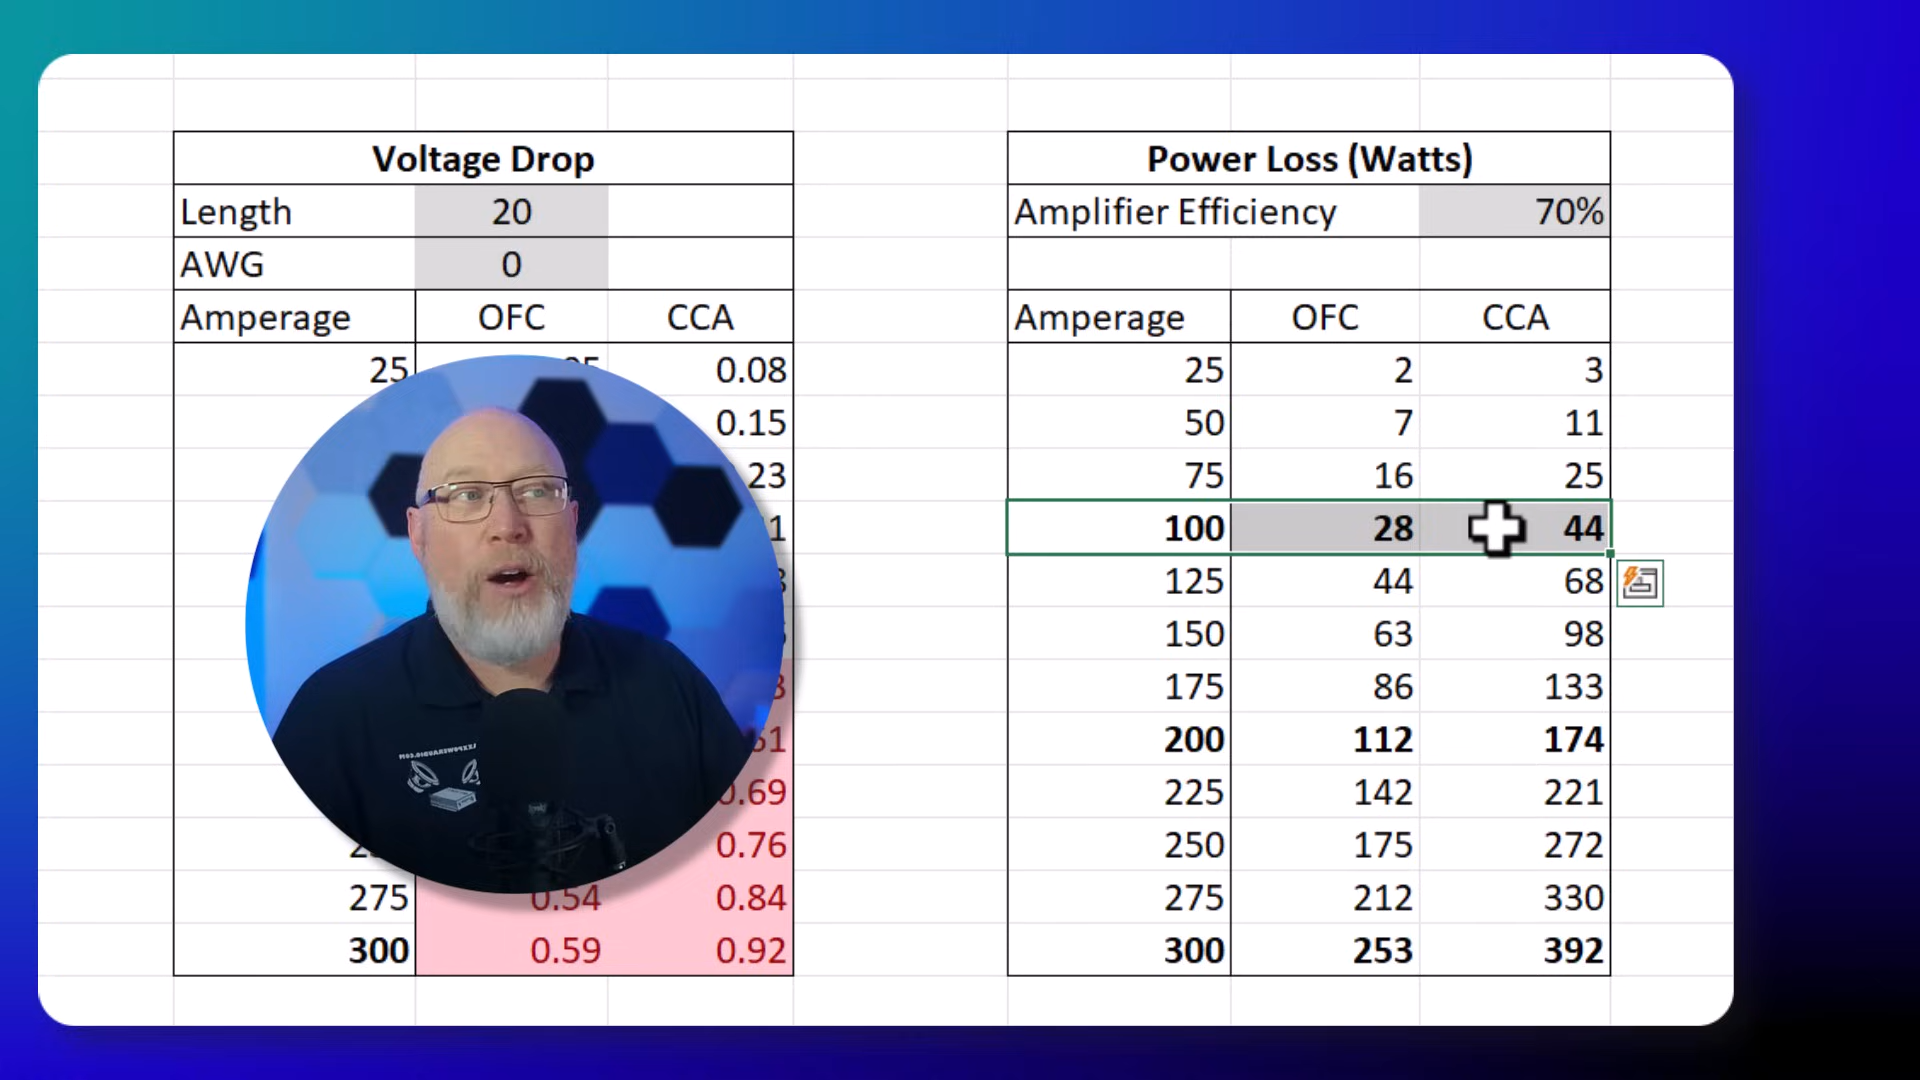 Voltage Drop
Length 20
AWG 0
Amperage OFC CCA
25 0.08
0.15
275 0.54 0.84
0.69
0.76
300 0.59 0.92
Power Loss (Watts)
Amplifier Efficiency 70%
Amperage OFC CCA
25 2 3
50 7 11
75 16 25
100 28 44
125 44 68
150 63 98
175 86 133
200 112 174
225 142 221
250 175 272
275 212 330
300 253 392